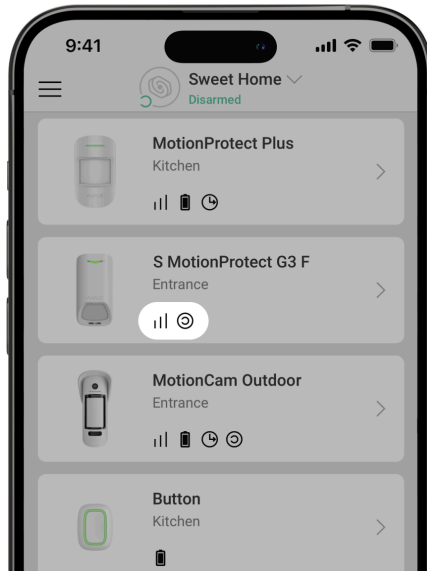 9:41
Sweet Home
Disarmed
MotionProtect Plus
Kitchen
S MotionProtect G3 F
Entrance
MotionCam Outdoor
Entrance
Button
Kitchen